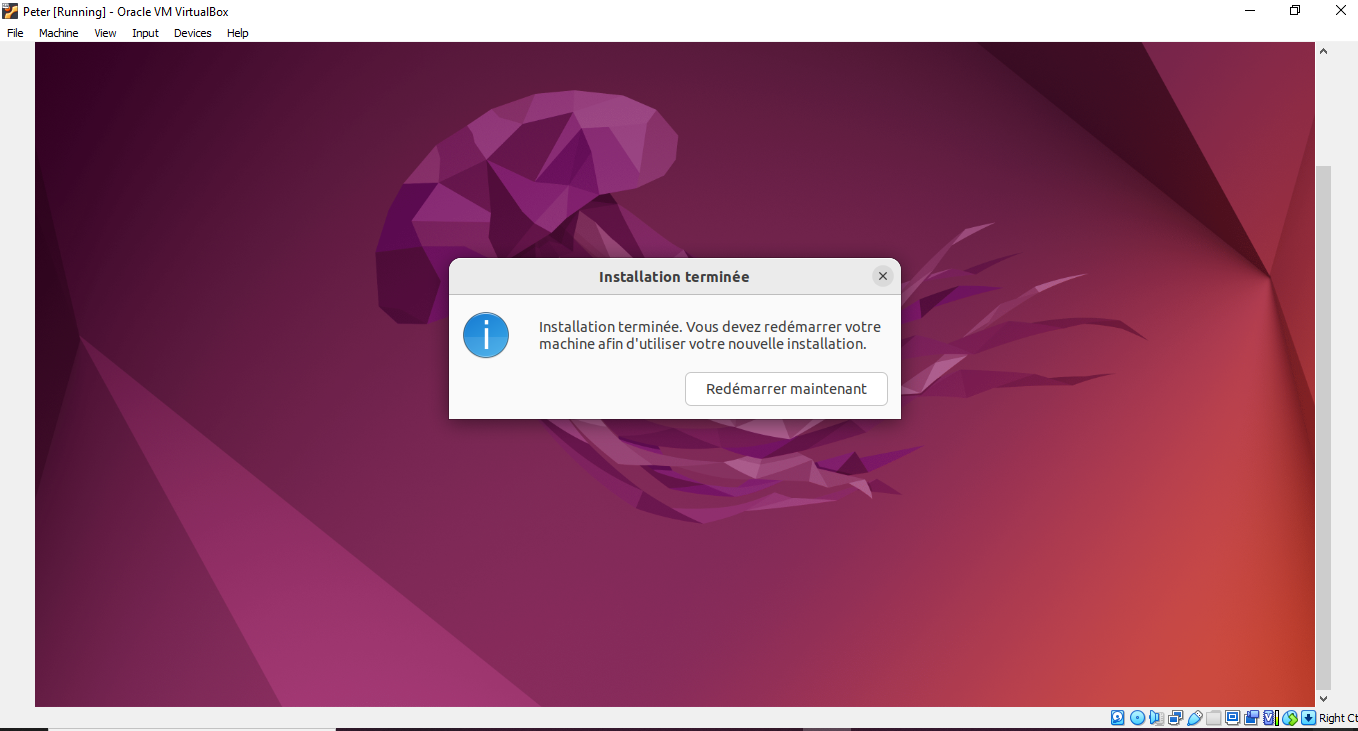 Peter [Running] - Oracle VM VirtualBox
File Machine View Input Devices Help
Installation terminée
Installation terminée. Vous devez redémarrer votre
machine afin d'utiliser votre nouvelle installation.
Redémarrer maintenant
Right Ct